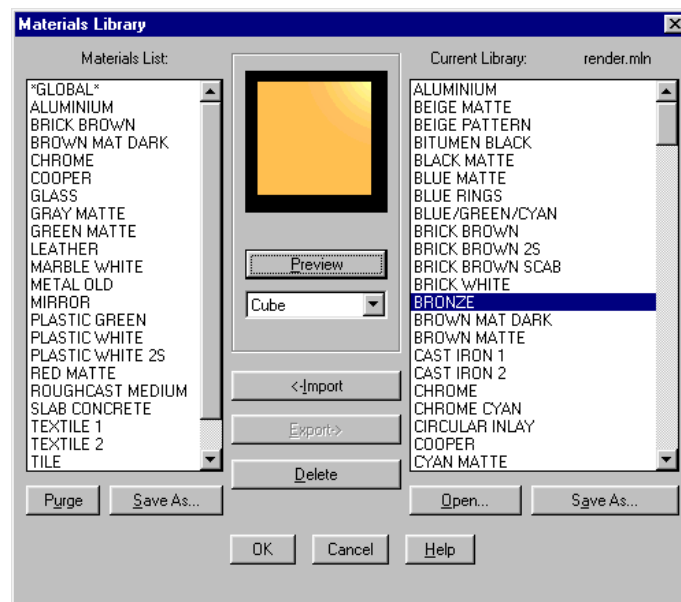 Materials Library
Materials List:
*GLOBAL*
ALUMINIUM
BRICK BROWN
BROWN MAT DARK
CHROME
COOPER
GLASS
GRAY MATTE
GREEN MATTE
LEATHER
MARBLE WHITE
METAL OLD
MIRROR
PLASTIC GREEN
PLASTIC WHITE
PLASTIC WHITE 2S
RED MATTE
ROUGHCAST MEDIUM
SLAB CONCRETE
TEXTILE 1
TEXTILE 2
TILE
Purge
Save As...
Preview
Cube
<-Import
Export->
Delete
Current Library: render.mln
ALUMINIUM
BEIGE MATTE
BEIGE PATTERN
BITUMEN BLACK
BLACK MATTE
BLUE MATTE
BLUE RINGS
BLUE/GREEN/CYAN
BRICK BROWN
BRICK BROWN 2S
BRICK BROWN SCAB
BRICK WHITE
BRONZE
BROWN MAT DARK
BROWN MATTE
CAST IRON 1
CAST IRON 2
CHROME
CHROME CYAN
CIRCULAR INLAY
COOPER
CYAN MATTE
Open...
Save As...
OK
Cancel
Help